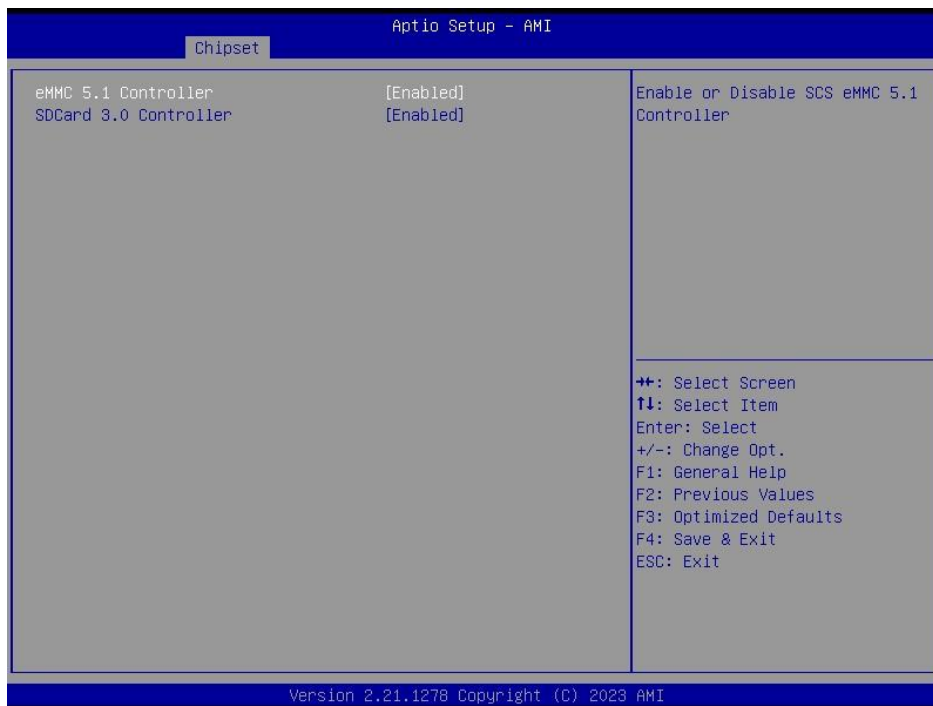 Aptio Setup - AMI
Chipset
eMMC 5.1 Controller [Enabled]
SDCard 3.0 Controller [Enabled]
Enable or Disable SCS eMMC 5.1
Controller
→←: Select Screen
↑↓: Select Item
Enter: Select
+/-: Change Opt.
F1: General Help
F2: Previous Values
F3: Optimized Defaults
F4: Save & Exit
ESC: Exit
Version 2.21.1278 Copyright (C) 2023 AMI